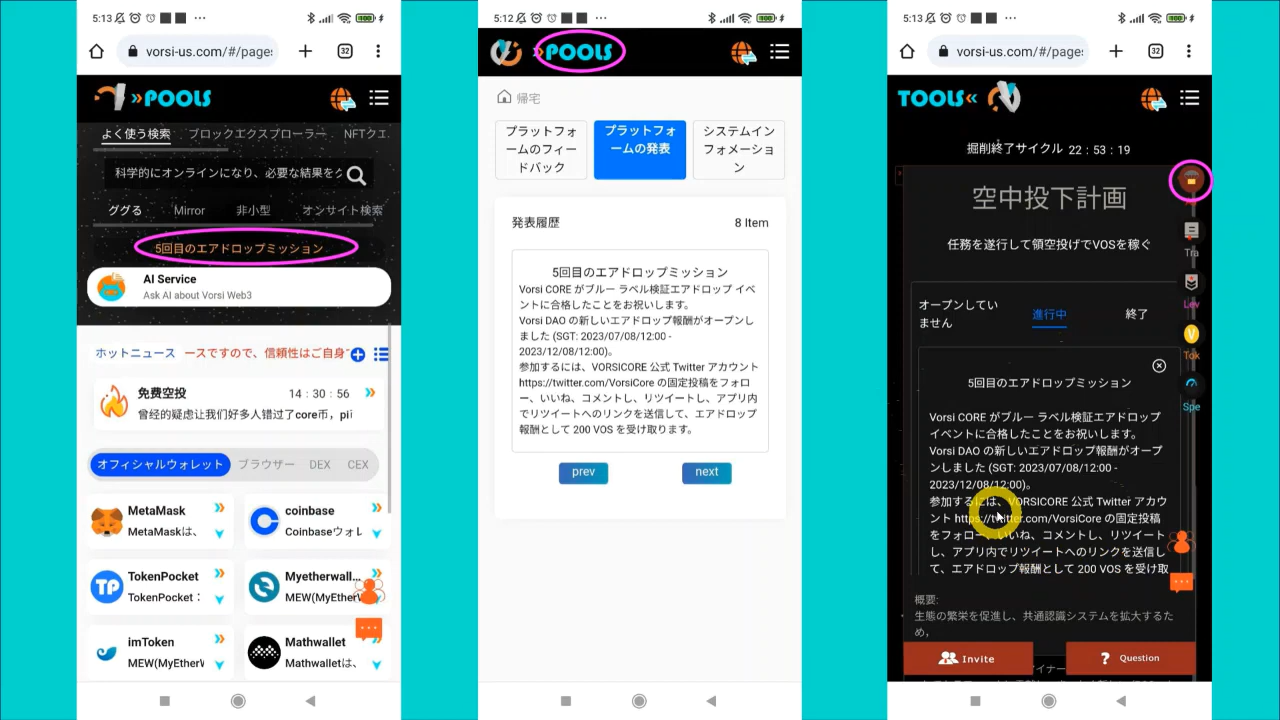 5:13
32
vorsi-us.com/#/page
»POOLS
よく使う検索
ブロックエクスプローラー
NFTクエ
科学的にオンラインになり、必要な結果をク
ググる
Mirror
非小型
オンサイト検索
5回目のエアドロップミッション
AI Service
Ask AI about Vorsi Web3
ホットニュース
ースですので、信頼性はご自身
免费空投
14 : 30 : 56
曾经的疑虑让我们好多人错过了core币，pi
オフィシャルウォレット
ブラウザー
DEX
CEX
MetaMask
MetaMaskは、
coinbase
Coinbaseウォレ
TokenPocket
TokenPocket：
Myetherwall...
MEW(MyEther
imToken
MEW(MyEtherW
Mathwallet
Mathwalletは、
5:12
»POOLS
帰宅
プラットフォ
ームのフィー
ドバック
プラットフォ
ームの発表
システムイン
フォメーショ
ン
発表履歴
8 Item
5回目のエアドロップミッション
Vorsi CORE がブルー ラベル検証エアドロップ イベ
ントに合格したことをお祝いします。
Vorsi DAO の新しいエアドロップ報酬がオープンし
ました (SGT: 2023/07/08/12:00 -
2023/12/08/12:00)。
参加するには、VORSICORE 公式 Twitter アカウント
https://twitter.com/VorsiCore の固定投稿をフォロ
ー、いいね、コメントし、リツイートし、アプリ内
でリツイートへのリンクを送信して、エアドロップ
報酬として 200 VOS を受け取ります。
prev
next
5:13
32
vorsi-us.com/#/page
TOOLS«
掘削終了サイクル 22 : 53 : 19
空中投下計画
任務を遂行して領空投げでVOSを稼ぐ
Tra
Lev
Tok
Spe
オープンしてい
ません
進行中
終了
5回目のエアドロップミッション
Vorsi CORE がブルー ラベル検証エアドロップ
イベントに合格したことをお祝いします。
Vorsi DAO の新しいエアドロップ報酬がオープ
ンしました (SGT: 2023/07/08/12:00 -
2023/12/08/12:00)。
参加するには、VORSICORE 公式 Twitter アカウ
ント https://twitter.com/VorsiCore の固定投稿
をフォロー、いいね、コメントし、リツイート
し、アプリ内でリツイートへのリンクを送信し
て、エアドロップ報酬として 200 VOS を受け取
概要:
生態の繁栄を促進し、共通認識システムを拡大するた
め，
Invite
? Question